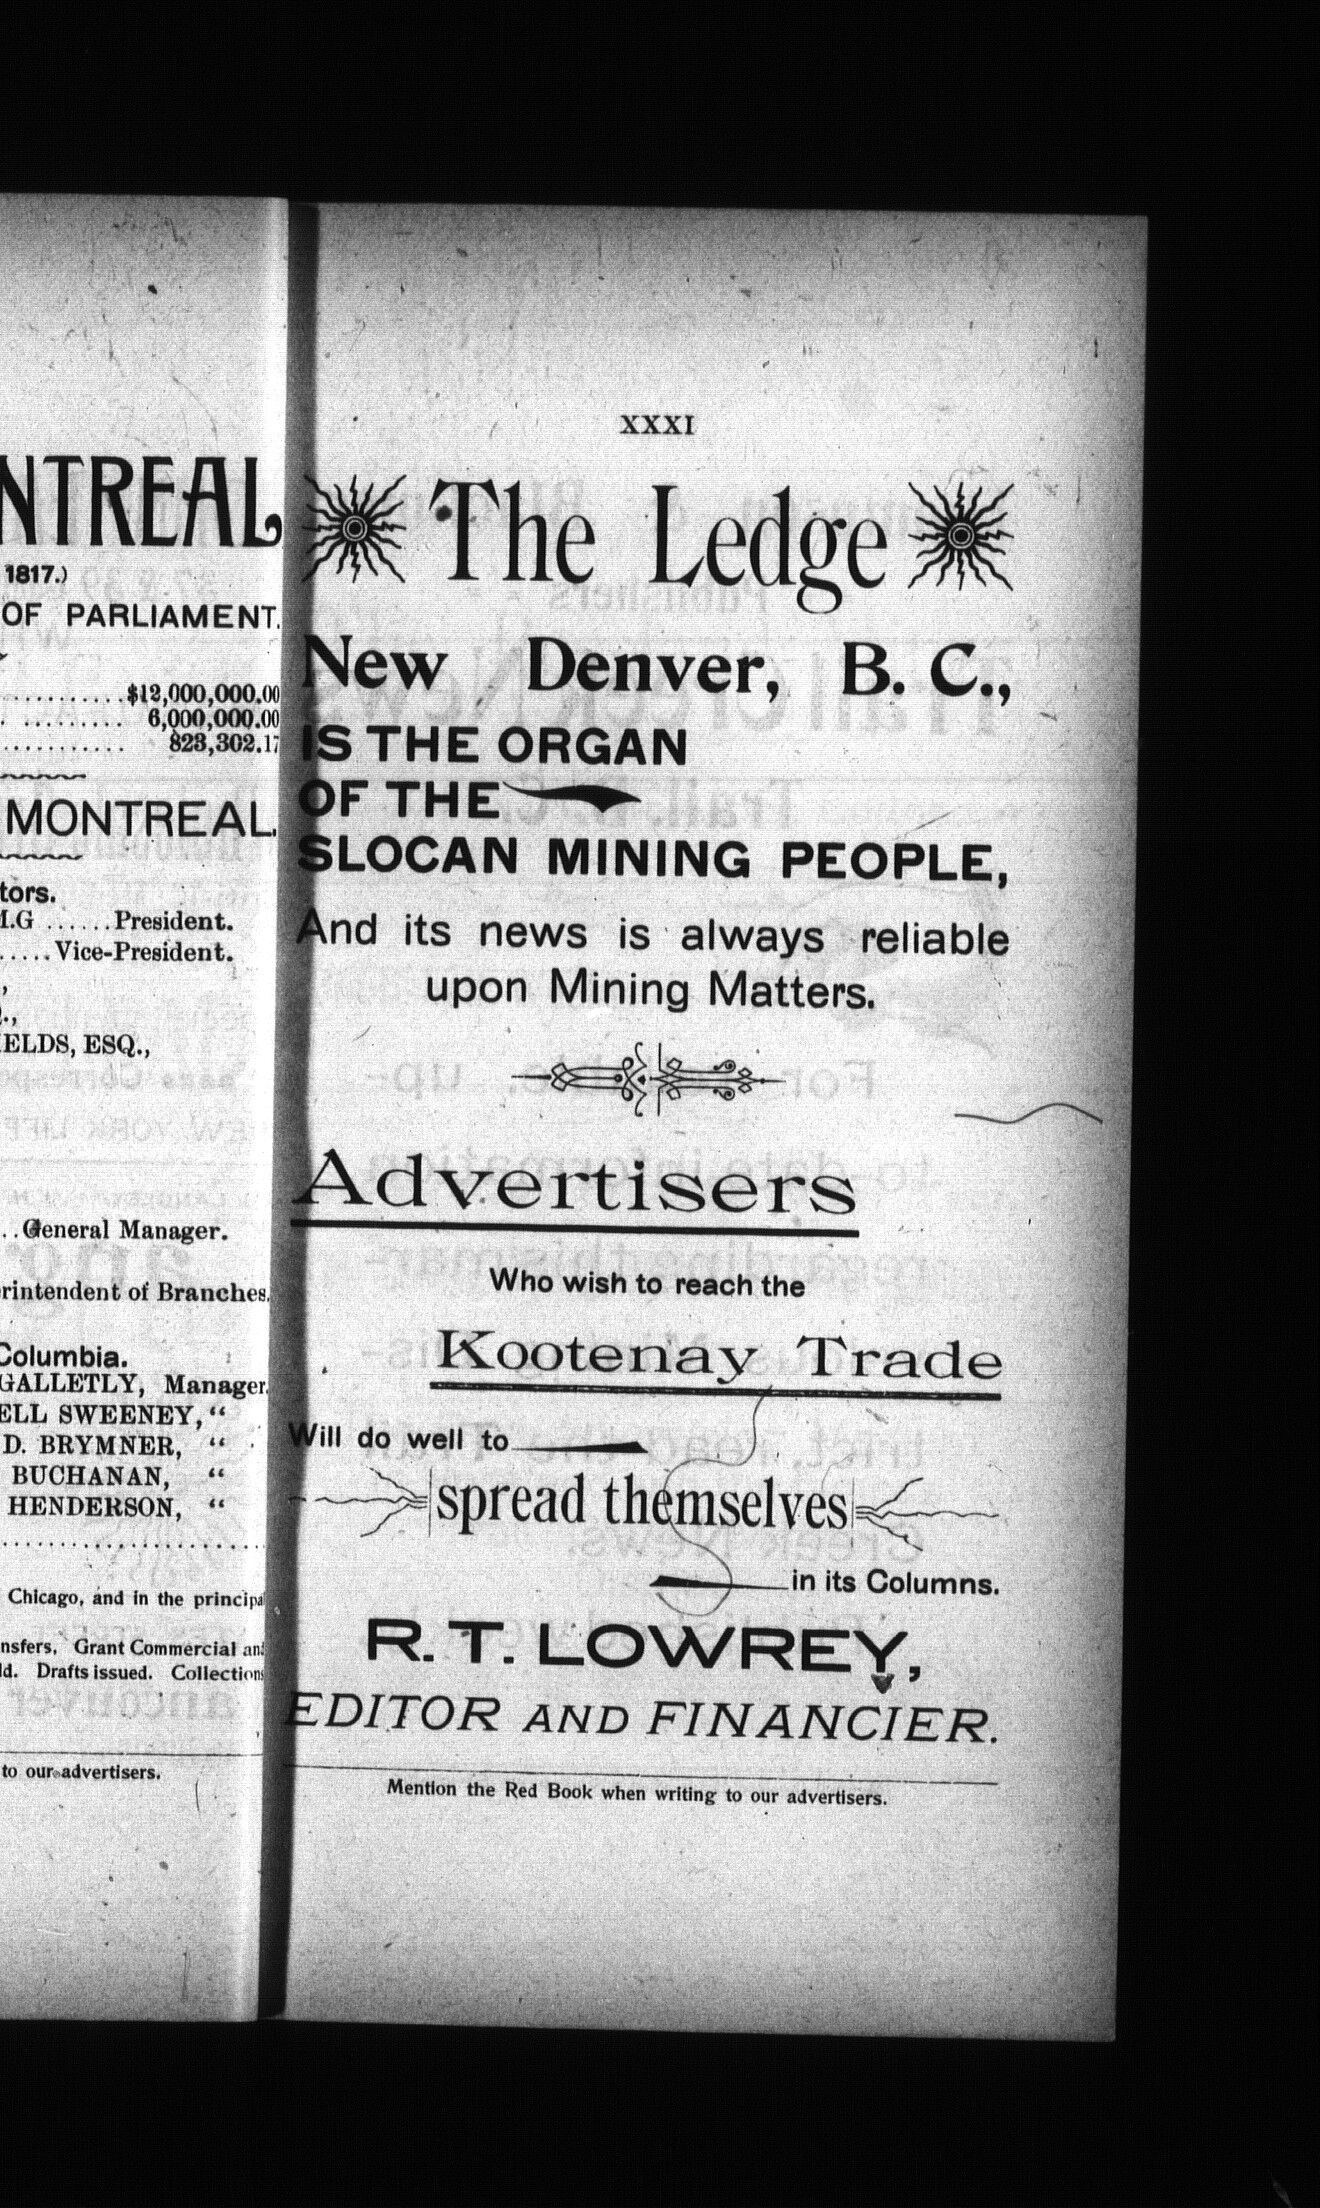 NTREAL
1817.)
OF PARLIAMENT.
............$12,000,000.00
. ......... 6,000,000.00
........... 823,302.17
MONTREAL.
tors.
M.G ......President.
.....Vice-President.
IELDS, ESQ.,
..General Manager.
rintendent of Branches.
Columbia.
GALLETLY, Manager.
ELL SWEENEY, “
D. BRYMNER, “
BUCHANAN, “
HENDERSON, “
Chicago, and in the principal
nsfers, Grant Commercial and
ld. Drafts issued. Collections
to our advertisers.
XXXI
The Ledge
New Denver, B. C.,
IS THE ORGAN
OF THE
SLOCAN MINING PEOPLE,
And its news is always reliable
upon Mining Matters.
Advertisers
Who wish to reach the
Kootenay Trade
Will do well to
spread themselves
in its Columns.
R. T. LOWREY,
EDITOR AND FINANCIER.
Mention the Red Book when writing to our advertisers.